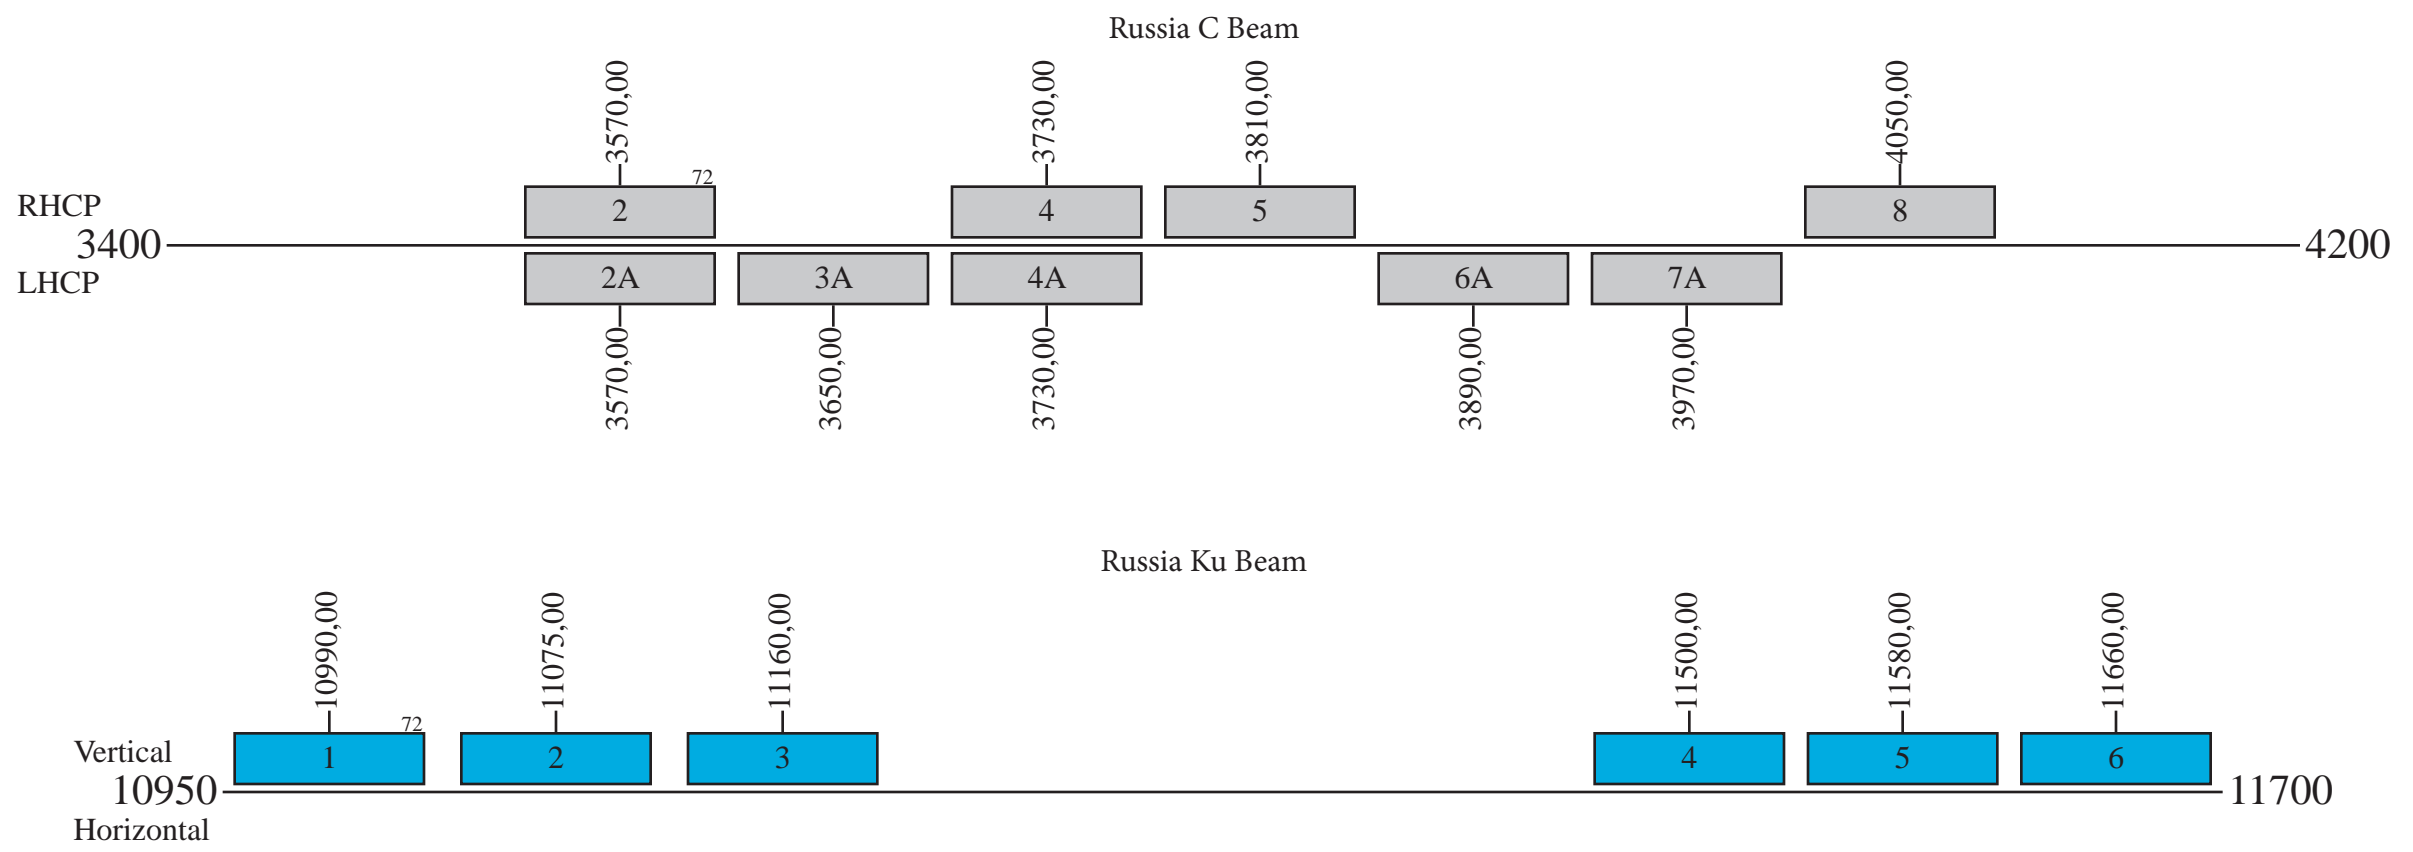 Russia C Beam
3570,00 3730,00 3810,00 4050,00
72
RHCP 2 4 5 8
3400 4200
LHCP 2A 3A 4A 6A 7A
3570,00 3650,00 3730,00 3890,00 3970,00
Russia Ku Beam
10990,00 11075,00 11160,00 11500,00 11580,00 11660,00
72
Vertical 1 2 3 4 5 6
10950 11700
Horizontal